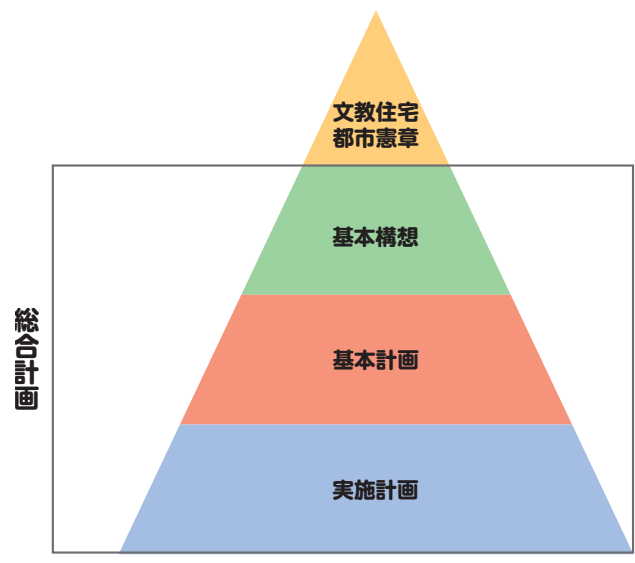 文教住宅
都市憲章
基本構想
基本計画
実施計画
総合計画